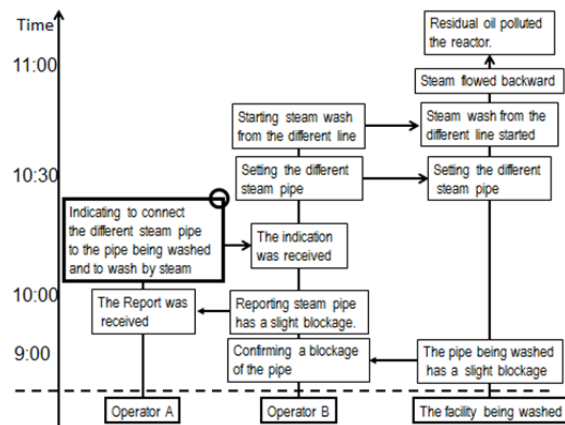 Time
Residual oil polluted
the reactor.
11:00
Steam flowed backward
Starting steam wash
from the different line
Steam wash from the
different line started
10:30
Setting the different
steam pipe
Setting the different
steam pipe
Indicating to connect
the different steam pipe
to the pipe being washed
and to wash by steam
The indication
was received
10:00
The Report was
received
Reporting steam pipe
has a slight blockage.
9:00
Confirming a blockage
of the pipe
The pipe being washed
has a slight blockage
Operator A
Operator B
The facility being washed